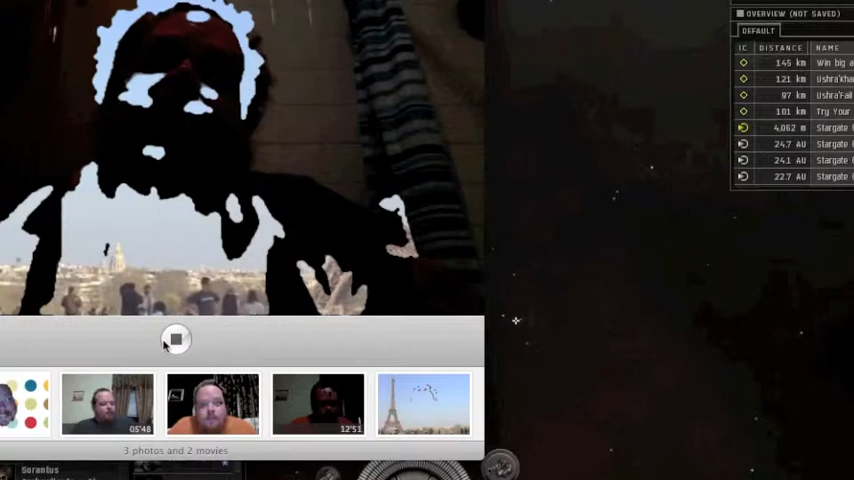 OVERVIEW (NOT SAVED)
DEFAULT
IC DISTANCE NAME
145 km Win big a
121 km Ushra'Khan
97 km Ushra'Fail
101 km Try Your
4,062 m Stargate (
24.7 AU Stargate (
24.1 AU Stargate (
22.7 AU Stargate (
05'48
12'51
3 photos and 2 movies
Sorantus